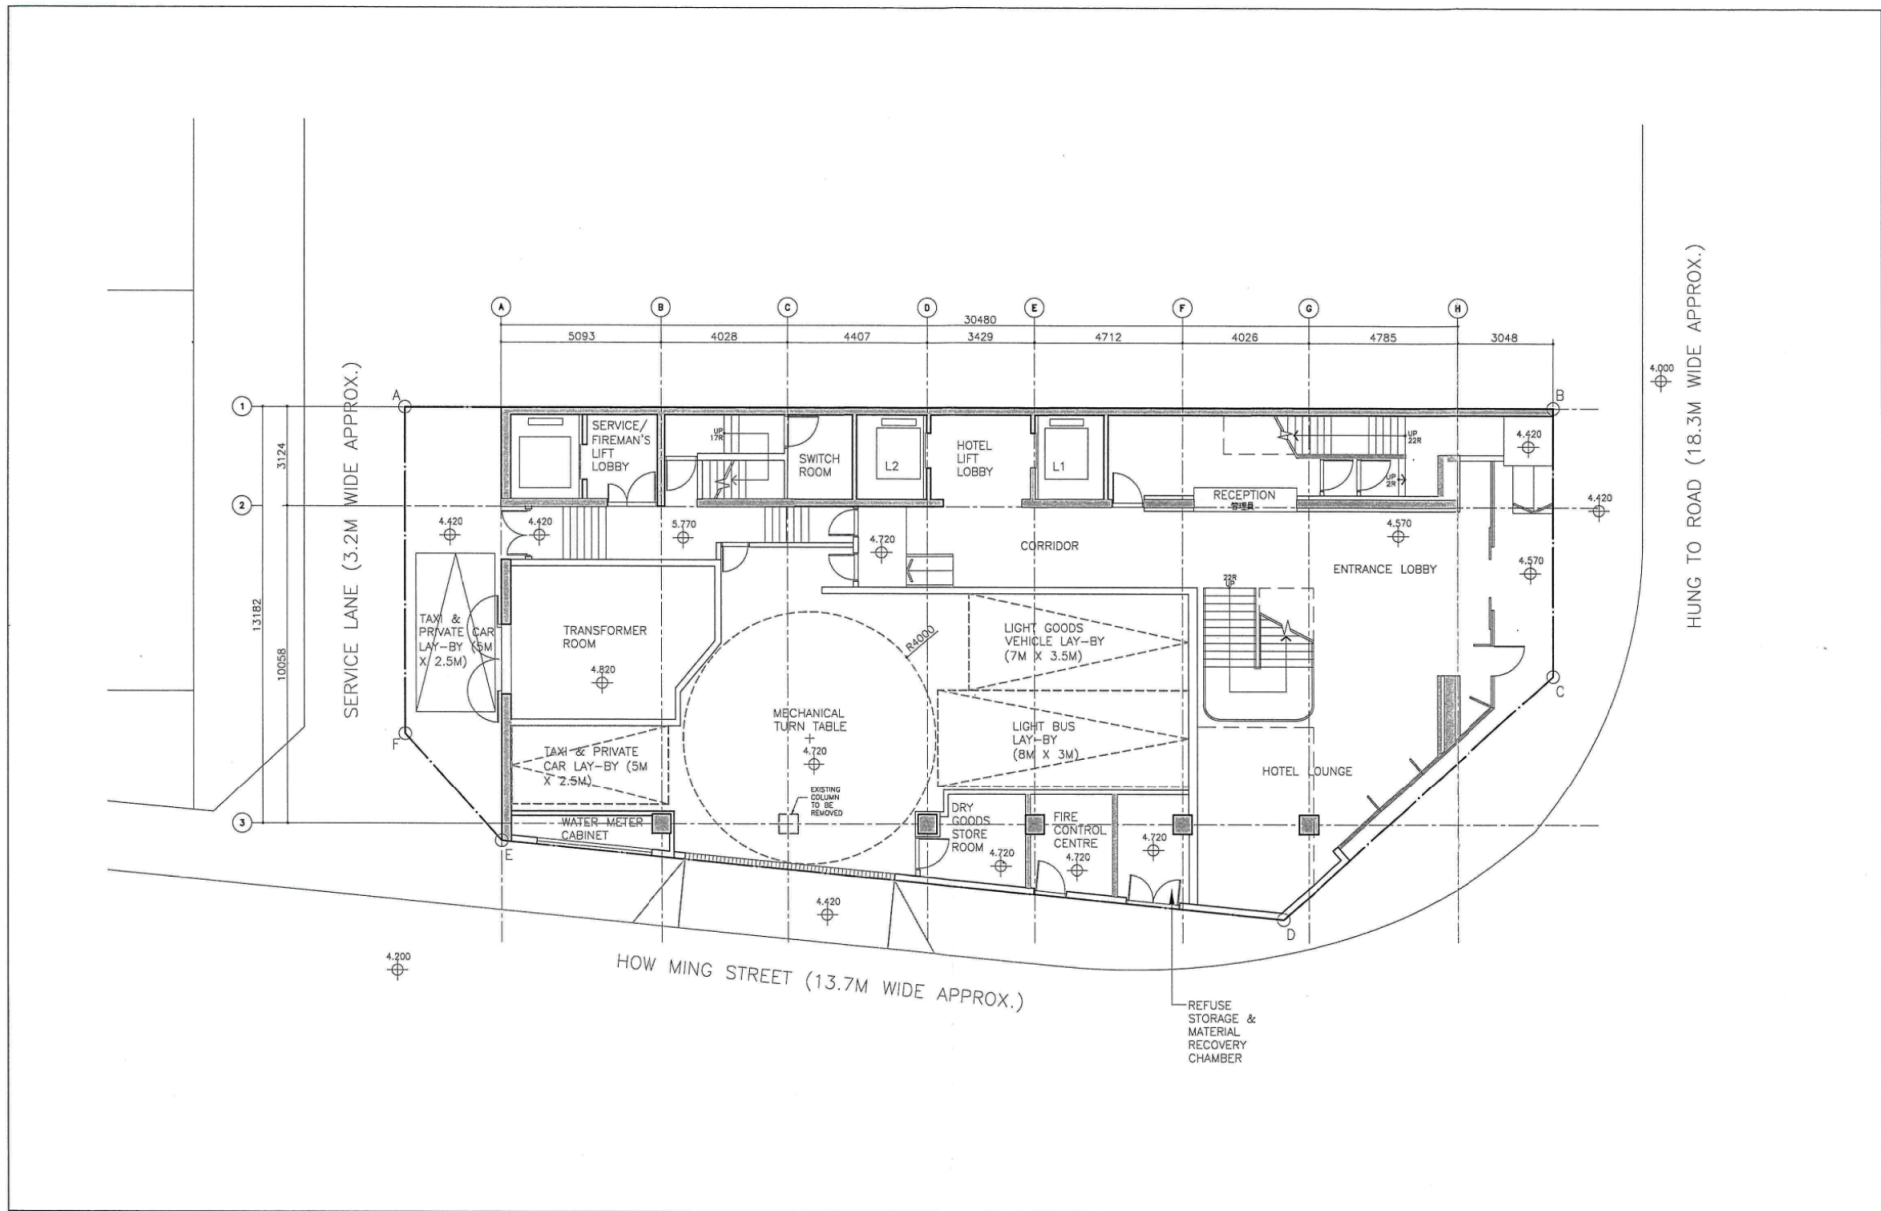 A
B
C
D
E
F
G
H
30480
5093
4028
4407
3429
4712
4026
4785
3048
1
2
3
3124
13182
10058
A
B
C
D
E
F
SERVICE LANE (3.2M WIDE APPROX.)
HUNG TO ROAD (18.3M WIDE APPROX.)
HOW MING STREET (13.7M WIDE APPROX.)
4.000
4.420
4.420
4.570
4.570
SERVICE/
FIREMAN'S
LIFT
LOBBY
UP
17R
SWITCH
ROOM
L2
HOTEL
LIFT
LOBBY
L1
UP
22R
UP
2R
RECEPTION
管理員
4.420
4.420
5.770
4.720
CORRIDOR
ENTRANCE LOBBY
22R
UP
TAXI &
PRIVATE CAR
LAY-BY (5M
X 2.5M)
TRANSFORMER
ROOM
4.820
R4000
LIGHT GOODS
VEHICLE LAY-BY
(7M X 3.5M)
MECHANICAL
TURN TABLE
4.720
LIGHT BUS
LAY-BY
(8M X 3M)
TAXI & PRIVATE
CAR LAY-BY (5M
X 2.5M)
HOTEL LOUNGE
EXISTING
COLUMN
TO BE
REMOVED
WATER METER
CABINET
DRY
GOODS
STORE
ROOM
4.720
FIRE
CONTROL
CENTRE
4.720
4.720
4.420
4.200
REFUSE
STORAGE &
MATERIAL
RECOVERY
CHAMBER